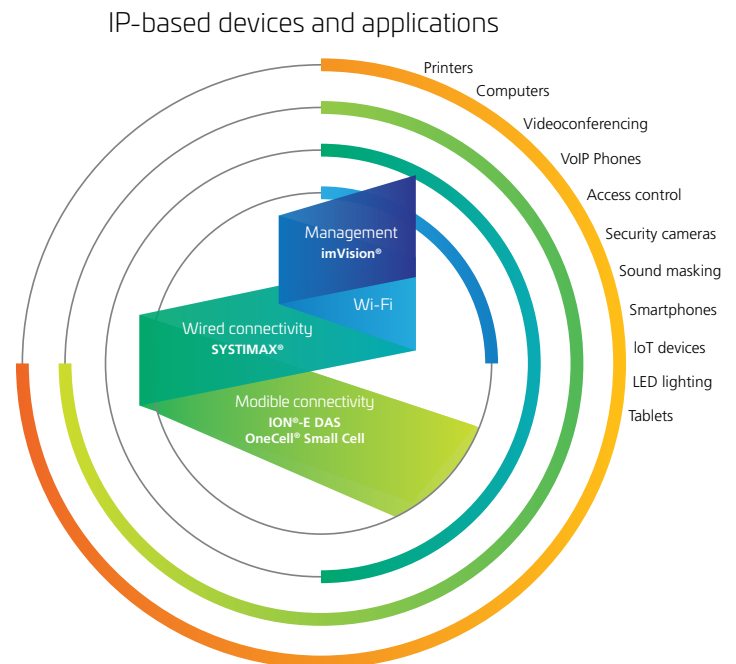 IP-based devices and applications
Printers
Computers
Videoconferencing
VoIP Phones
Access control
Security cameras
Sound masking
Smartphones
IoT devices
LED lighting
Tablets
Management
imVision®
Wi-Fi
Wired connectivity
SYSTIMAX®
Modible connectivity
ION®-E DAS
OneCell® Small Cell